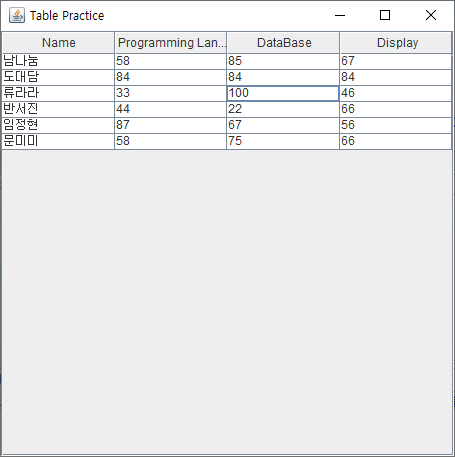 Table Practice
Name Programming Lan... DataBase Display
남나눔 58 85 67
도대담 84 84 84
류라라 33 100 46
반서진 44 22 66
임정현 87 67 56
문미미 58 75 66